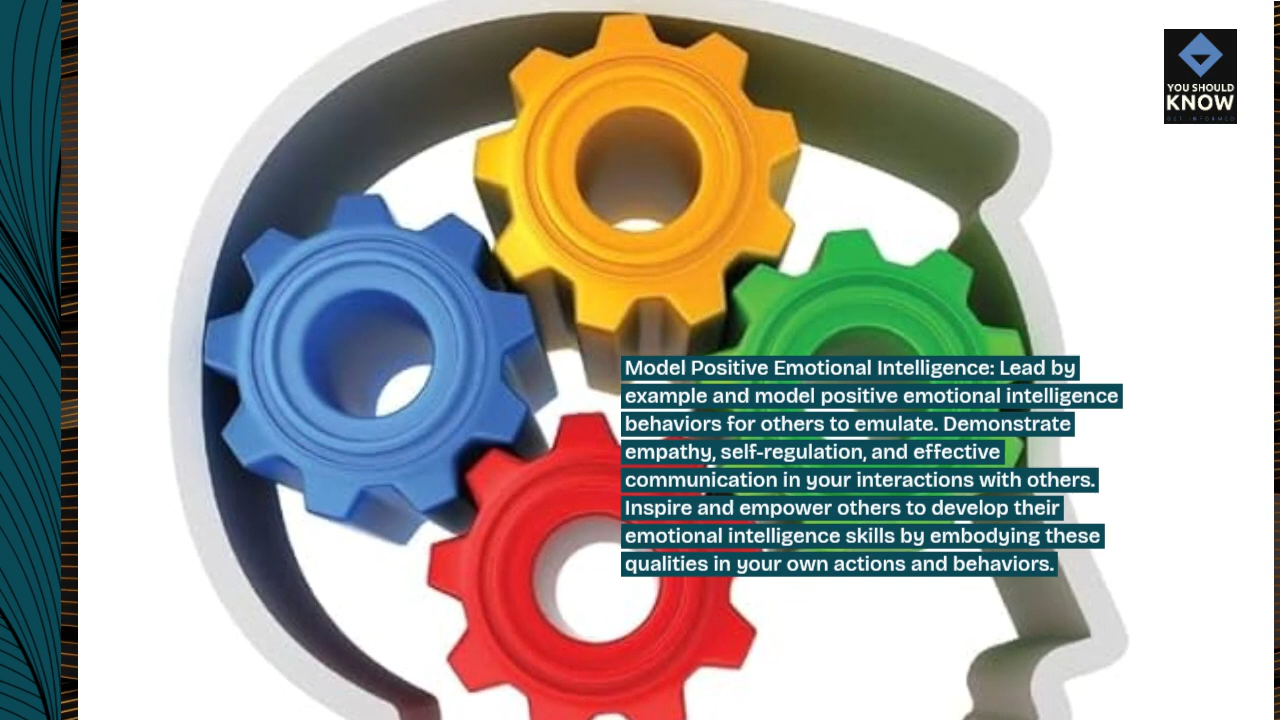 YOU SHOULD
KNOW
GET INFORMED
Model Positive Emotional Intelligence: Lead by
example and model positive emotional intelligence
behaviors for others to emulate. Demonstrate
empathy, self-regulation, and effective
communication in your interactions with others.
Inspire and empower others to develop their
emotional intelligence skills by embodying these
qualities in your own actions and behaviors.